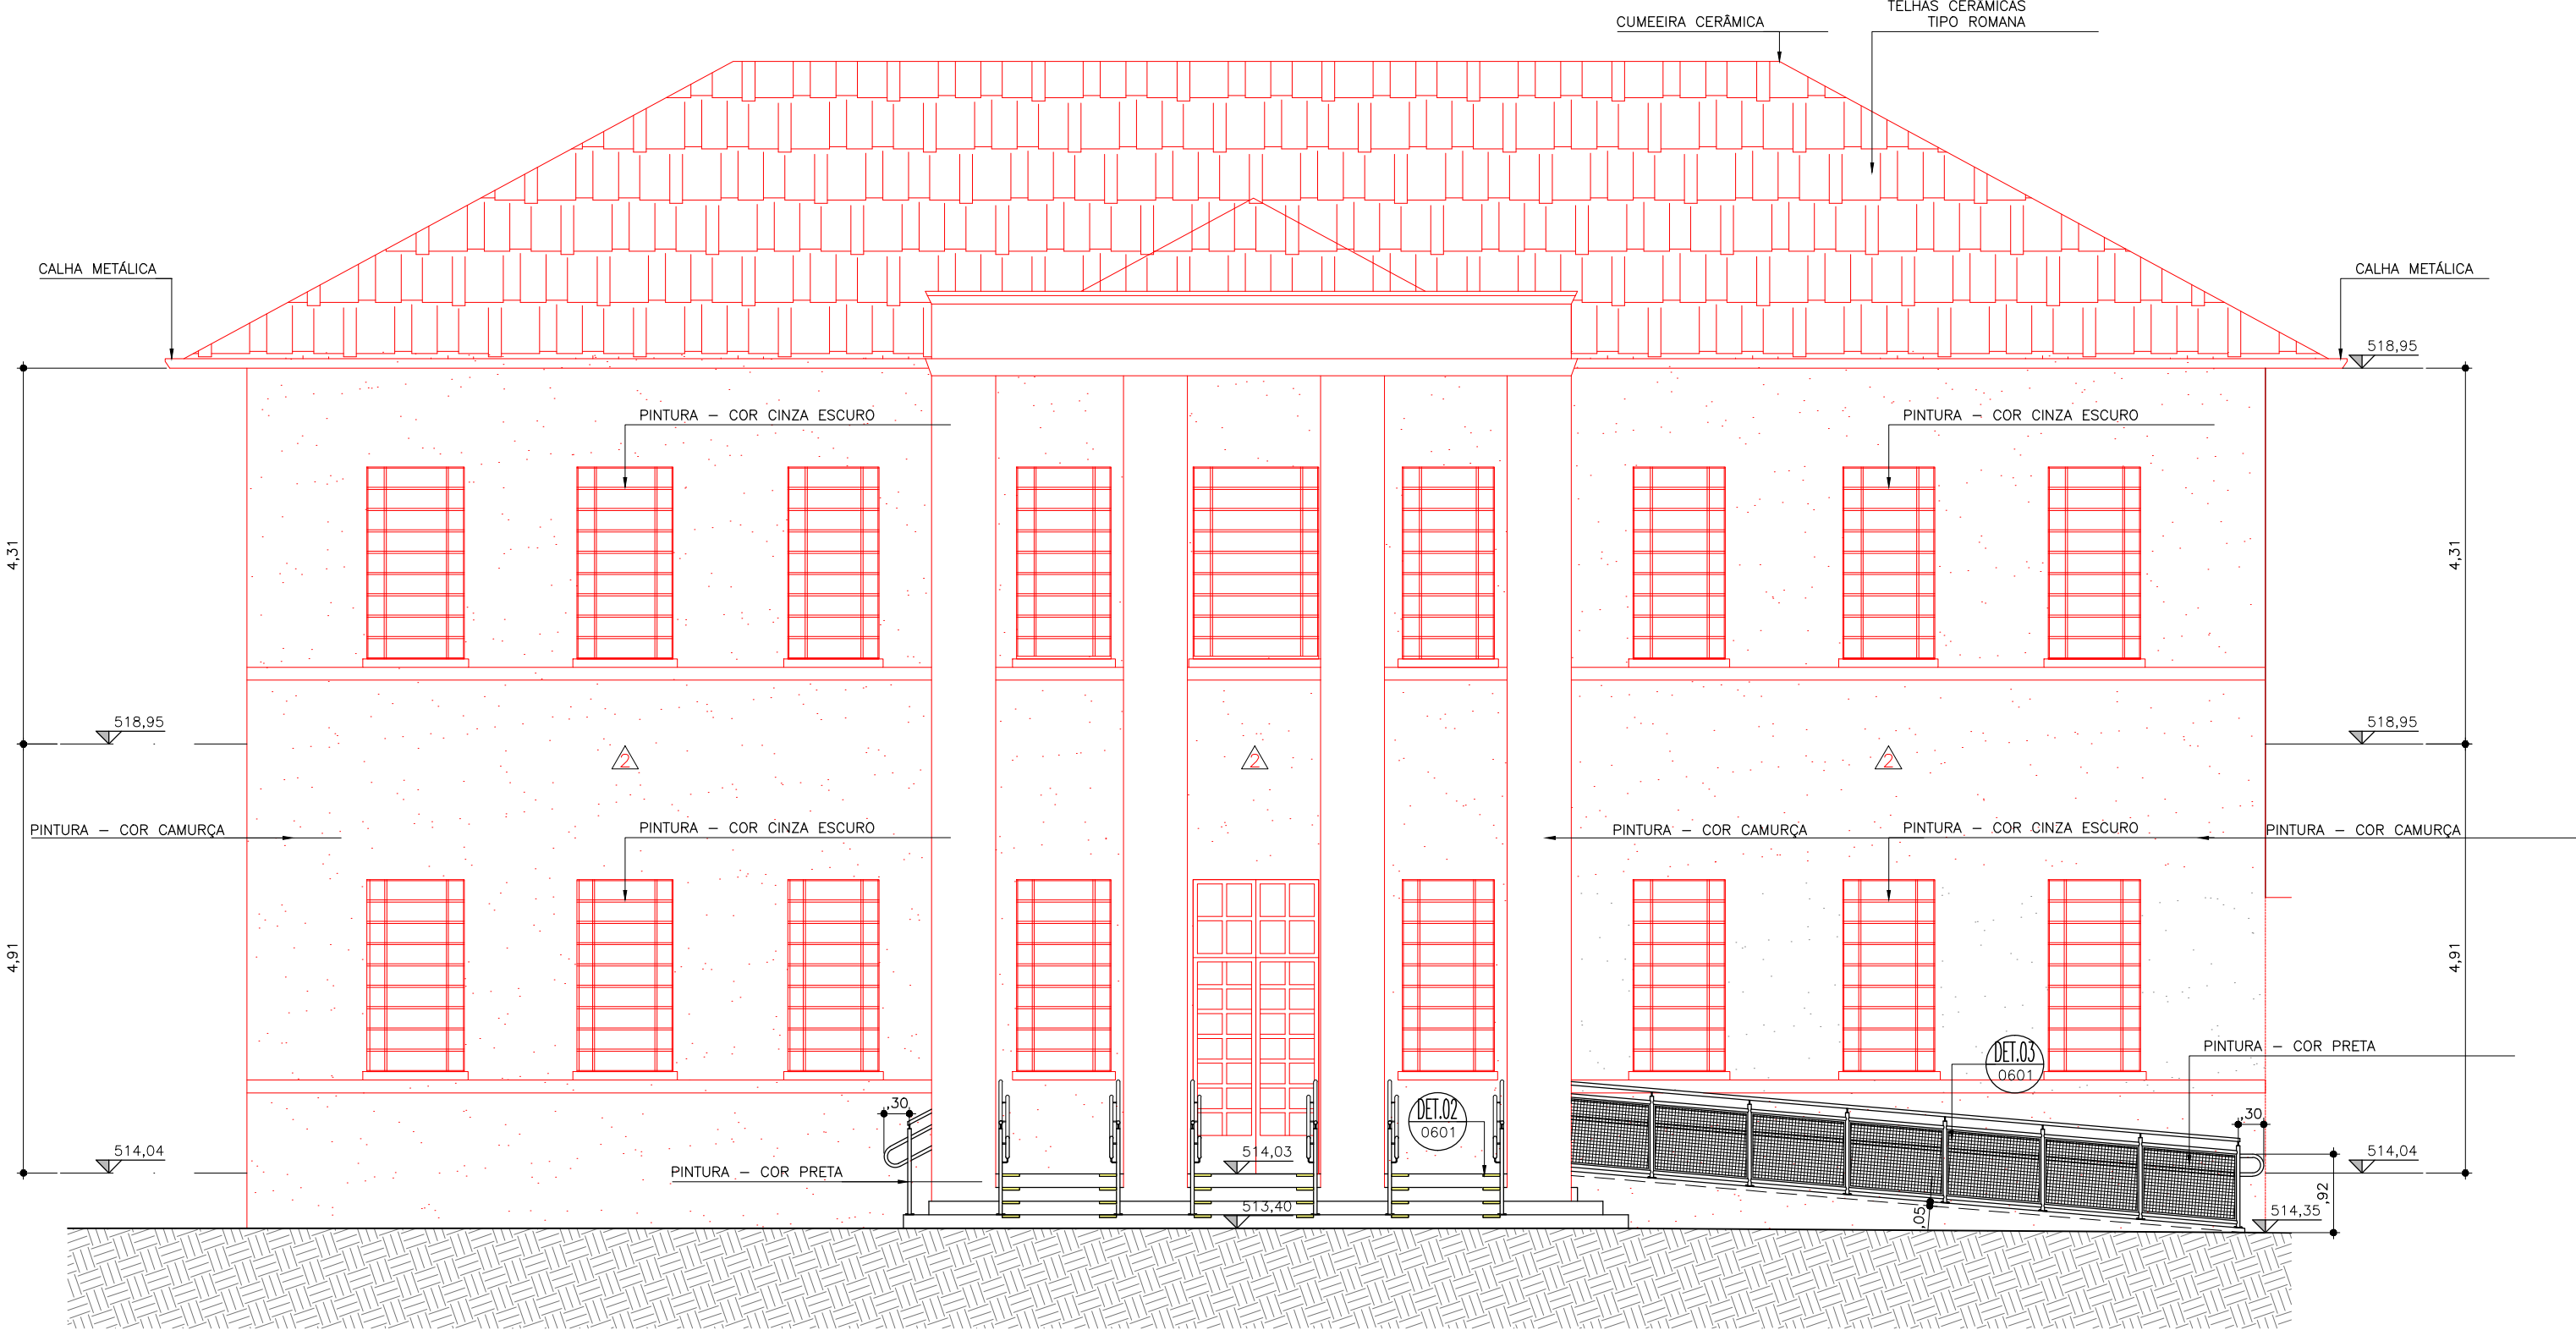 TELHAS CERÂMICAS
TIPO ROMANA
CUMEEIRA CERÂMICA
CALHA METÁLICA
CALHA METÁLICA
518,95
PINTURA – COR CINZA ESCURO
PINTURA – COR CINZA ESCURO
4,31
4,31
518,95
518,95
2
2
2
PINTURA – COR CAMURÇA
PINTURA – COR CINZA ESCURO
PINTURA – COR CAMURÇA
PINTURA – COR CINZA ESCURO
PINTURA – COR CAMURÇA
4,91
4,91
DET.03
0601
PINTURA – COR PRETA
,30
DET.02
0601
,30
514,04
514,03
514,04
PINTURA – COR PRETA
513,40
,05
514,35
,92